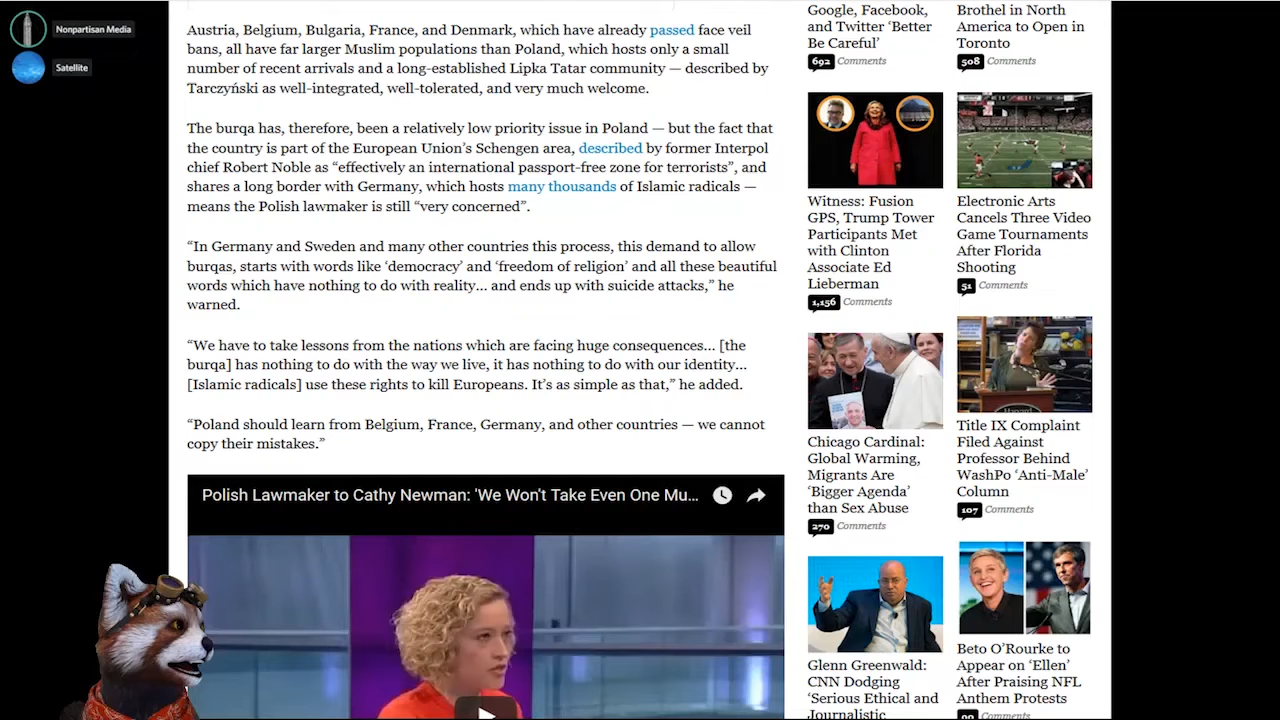 Nonpartisan Media
Satellite
Austria, Belgium, Bulgaria, France, and Denmark, which have already passed face veil
bans, all have far larger Muslim populations than Poland, which hosts only a small
number of recent arrivals and a long-established Lipka Tatar community — described by
Tarczyński as well-integrated, well-tolerated, and very much welcome.
The burqa has, therefore, been a relatively low priority issue in Poland — but the fact that
the country is part of the European Union's Schengen area, described by former Interpol
chief Robert Noble as “effectively an international passport-free zone for terrorists”, and
shares a long border with Germany, which hosts many thousands of Islamic radicals —
means the Polish lawmaker is still “very concerned”.
“In Germany and Sweden and many other countries this process, this demand to allow
burqas, starts with words like ‘democracy’ and ‘freedom of religion’ and all these beautiful
words which have nothing to do with reality... and ends up with suicide attacks,” he
warned.
“We have to take lessons from the nations which are facing huge consequences... [the
burqa] has nothing to do with the way we live, it has nothing to do with our identity...
[Islamic radicals] use these rights to kill Europeans. It's as simple as that,” he added.
“Poland should learn from Belgium, France, Germany, and other countries — we cannot
copy their mistakes.”
Polish Lawmaker to Cathy Newman: 'We Won't Take Even One Mu...
Google, Facebook,
and Twitter ‘Better
Be Careful’
692 Comments
Witness: Fusion
GPS, Trump Tower
Participants Met
with Clinton
Associate Ed
Lieberman
1,156 Comments
Chicago Cardinal:
Global Warming,
Migrants Are
‘Bigger Agenda’
than Sex Abuse
270 Comments
Glenn Greenwald:
CNN Dodging
‘Serious Ethical and
Journalistic
Brothel in North
America to Open in
Toronto
508 Comments
Electronic Arts
Cancels Three Video
Game Tournaments
After Florida
Shooting
51 Comments
Title IX Complaint
Filed Against
Professor Behind
WashPo ‘Anti-Male’
Column
107 Comments
Beto O'Rourke to
Appear on ‘Ellen’
After Praising NFL
Anthem Protests
Comments